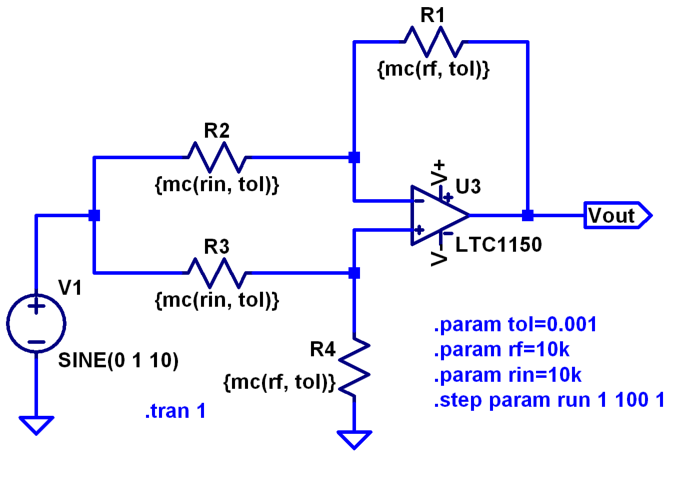 R1
{mc(rf, tol)}
R2
{mc(rin, tol)}
V+
U3
Vout
LTC1150
V-
R3
{mc(rin, tol)}
V1
SINE(0 1 10)
R4
{mc(rf, tol)}
.tran 1
.param tol=0.001
.param rf=10k
.param rin=10k
.step param run 1 100 1